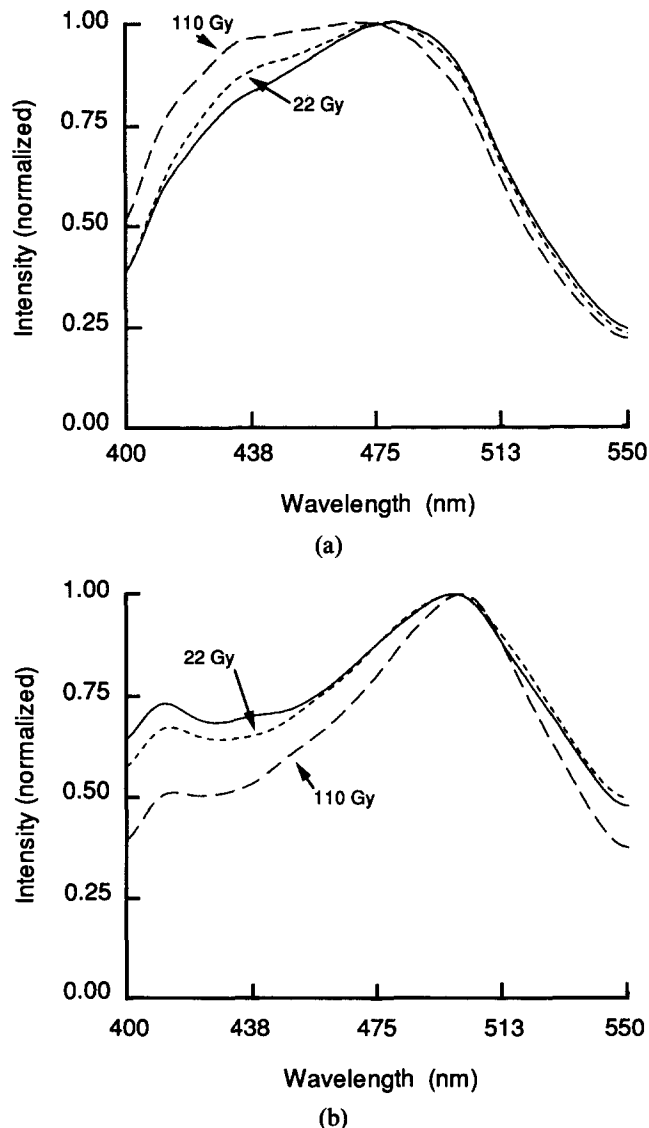 110 Gy
1.00
22 Gy
0.75
0.50
0.25
0.00
Intensity (normalized)
400 438 475 513 550
Wavelength (nm)
(a)
1.00
22 Gy
0.75
0.50
110 Gy
0.25
0.00
Intensity (normalized)
400 438 475 513 550
Wavelength (nm)
(b)